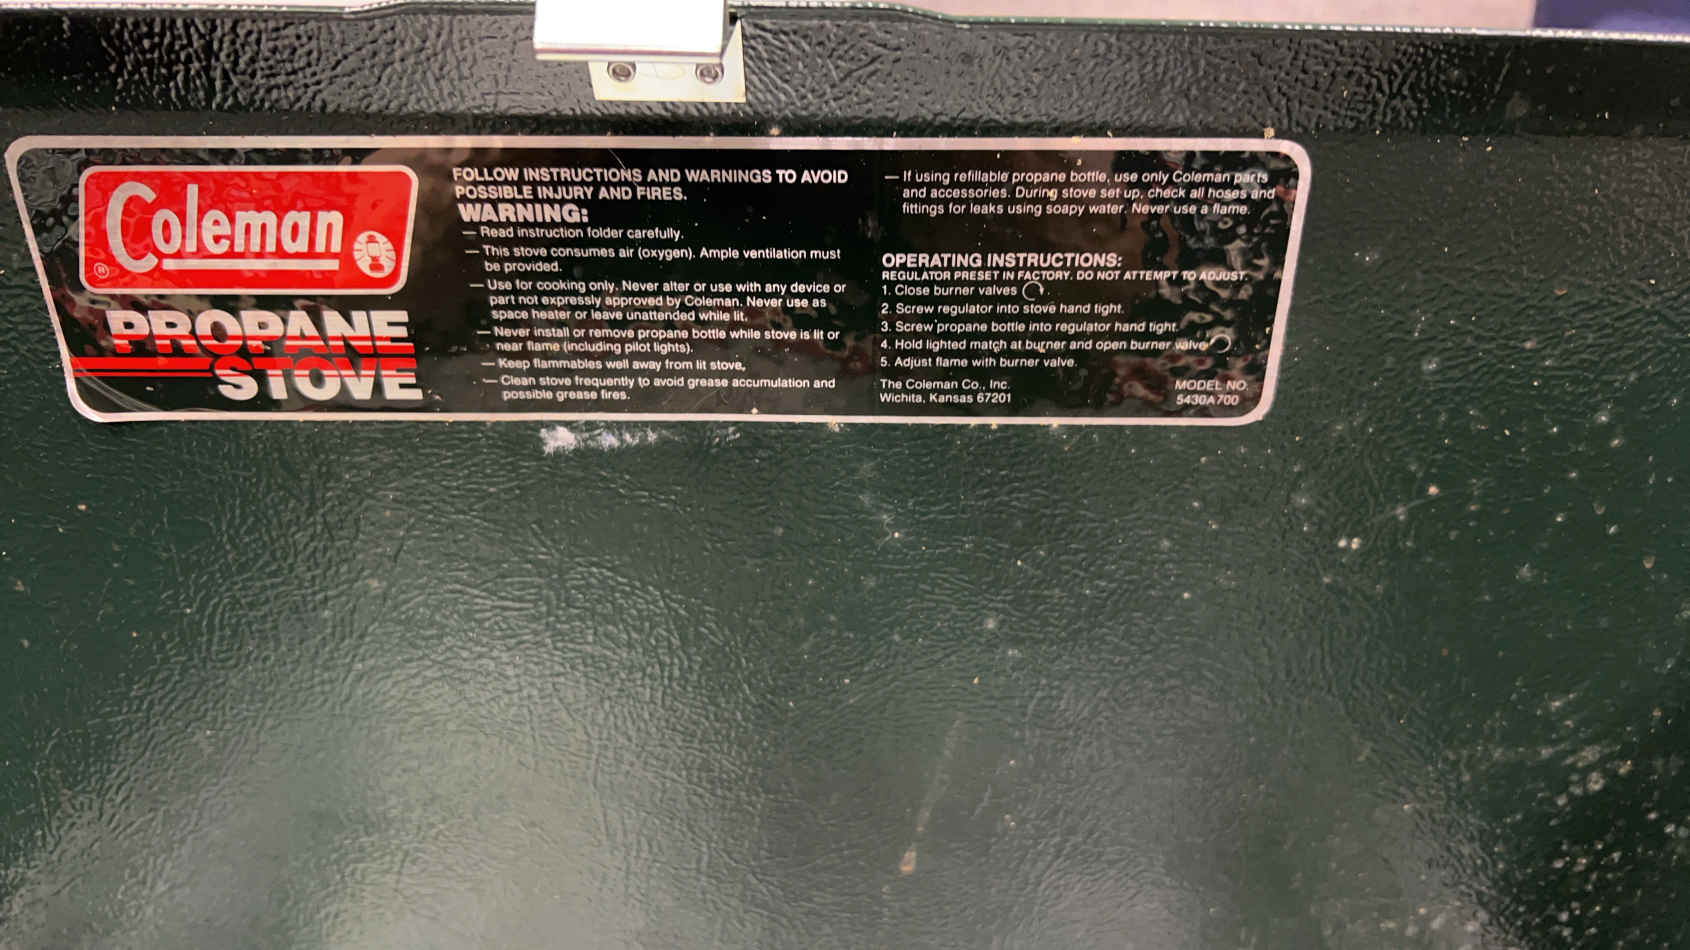 Coleman
®
PROPANE
STOVE
FOLLOW INSTRUCTIONS AND WARNINGS TO AVOID
POSSIBLE INJURY AND FIRES.
WARNING:
— Read instruction folder carefully.
— This stove consumes air (oxygen). Ample ventilation must
be provided.
— Use for cooking only. Never alter or use with any device or
part not expressly approved by Coleman. Never use as
space heater or leave unattended while lit.
— Never install or remove propane bottle while stove is lit or
near flame (including pilot lights).
— Keep flammables well away from lit stove.
— Clean stove frequently to avoid grease accumulation and
possible grease fires.
— If using refillable propane bottle, use only Coleman parts
and accessories. During stove set up, check all hoses and
fittings for leaks using soapy water. Never use a flame.
OPERATING INSTRUCTIONS:
REGULATOR PRESET IN FACTORY. DO NOT ATTEMPT TO ADJUST.
1. Close burner valves
2. Screw regulator into stove hand tight.
3. Screw propane bottle into regulator hand tight.
4. Hold lighted match at burner and open burner valve
5. Adjust flame with burner valve.
The Coleman Co., Inc.
Wichita, Kansas 67201
MODEL NO.
5430A700